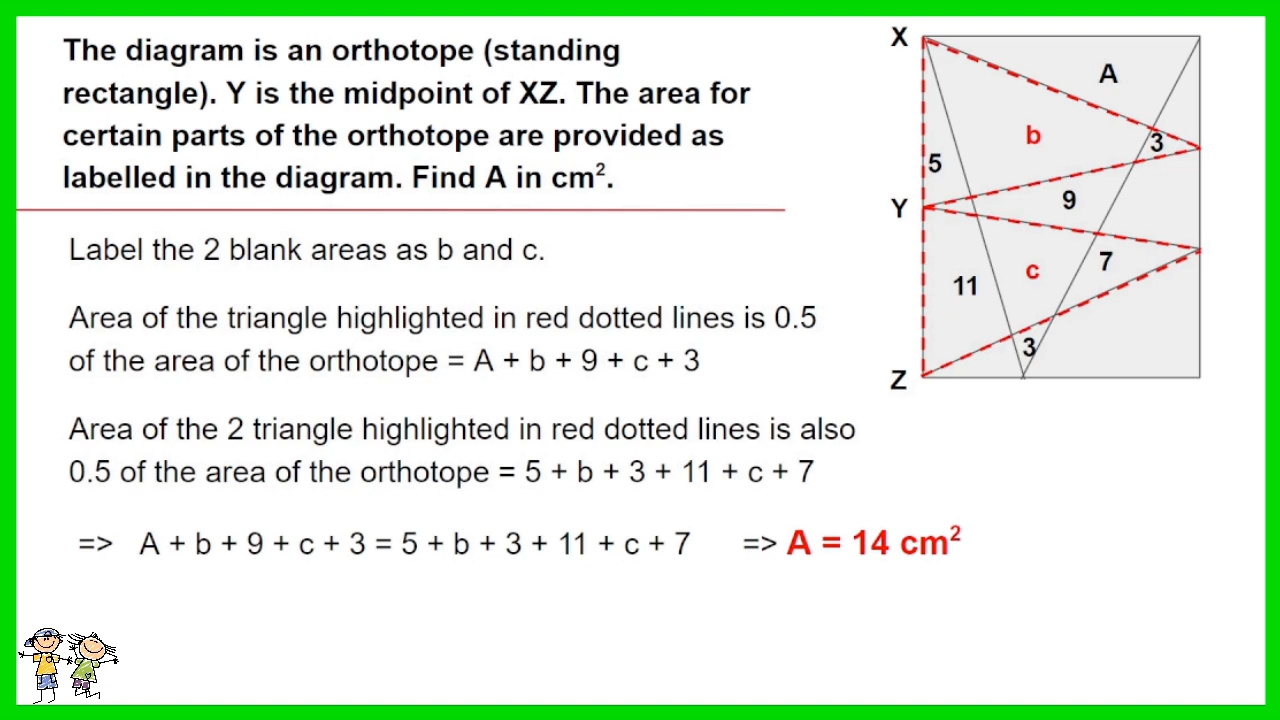 The diagram is an orthotope (standing
rectangle). Y is the midpoint of XZ. The area for
certain parts of the orthotope are provided as
labelled in the diagram. Find A in cm².
Label the 2 blank areas as b and c.
Area of the triangle highlighted in red dotted lines is 0.5
of the area of the orthotope = A + b + 9 + c + 3
Area of the 2 triangle highlighted in red dotted lines is also
0.5 of the area of the orthotope = 5 + b + 3 + 11 + c + 7
=> A + b + 9 + c + 3 = 5 + b + 3 + 11 + c + 7 => A = 14 cm²
X
A
b
3
5
9
Y
7
c
11
3
Z